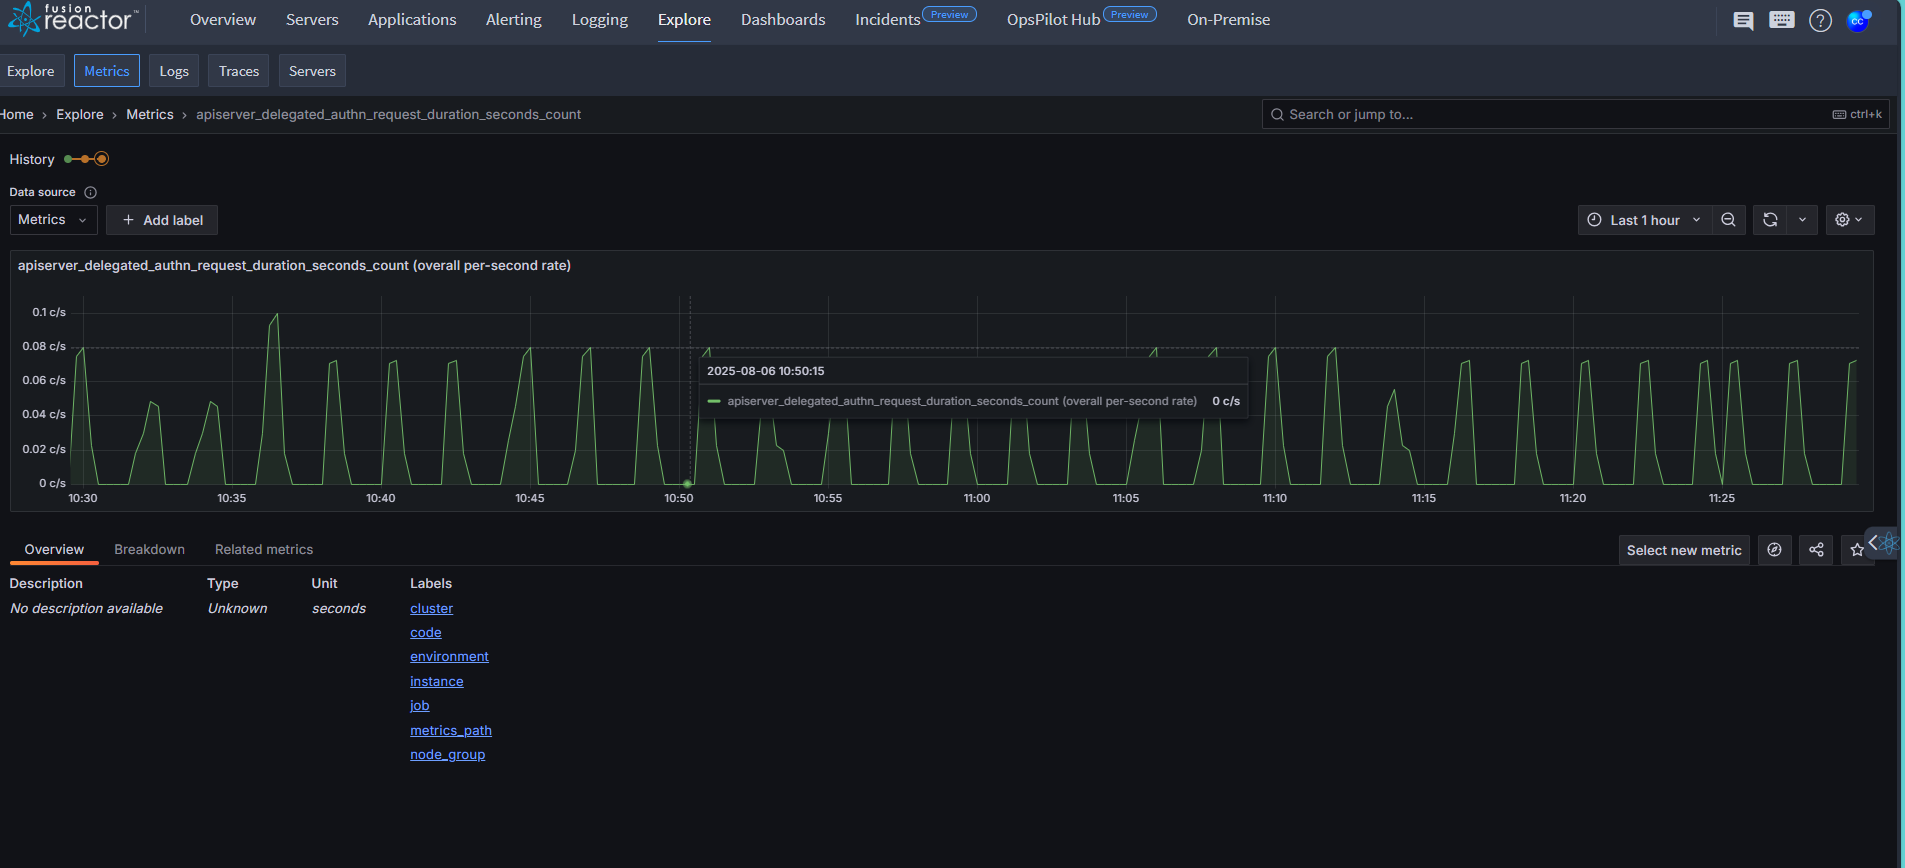 fusion
reactor™
Overview Servers Applications Alerting Logging Explore Dashboards Incidents Preview OpsPilot Hub Preview On-Premise
? CC
Explore Metrics Logs Traces Servers
Home › Explore › Metrics › apiserver_delegated_authn_request_duration_seconds_count
Search or jump to... ctrl+k
History
Data source
Metrics + Add label
Last 1 hour
apiserver_delegated_authn_request_duration_seconds_count (overall per-second rate)
0.1 c/s
0.08 c/s
0.06 c/s
0.04 c/s
0.02 c/s
0 c/s
2025-08-06 10:50:15
apiserver_delegated_authn_request_duration_seconds_count (overall per-second rate) 0 c/s
10:30 10:35 10:40 10:45 10:50 10:55 11:00 11:05 11:10 11:15 11:20 11:25
Overview Breakdown Related metrics
Select new metric
Description Type Unit Labels
No description available Unknown seconds cluster
code
environment
instance
job
metrics_path
node_group